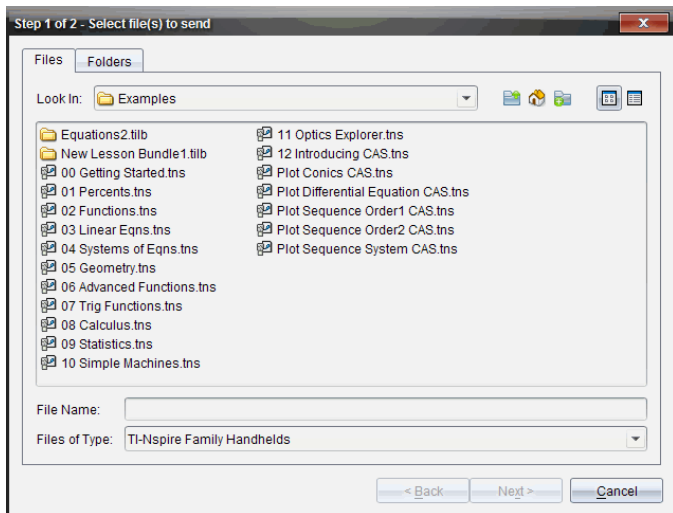 Step 1 of 2 - Select file(s) to send
Files
Folders
Look In:
Examples
Equations2.tilb
New Lesson Bundle1.tilb
00 Getting Started.tns
01 Percents.tns
02 Functions.tns
03 Linear Eqns.tns
04 Systems of Eqns.tns
05 Geometry.tns
06 Advanced Functions.tns
07 Trig Functions.tns
08 Calculus.tns
09 Statistics.tns
10 Simple Machines.tns
11 Optics Explorer.tns
12 Introducing CAS.tns
Plot Conics CAS.tns
Plot Differential Equation CAS.tns
Plot Sequence Order1 CAS.tns
Plot Sequence Order2 CAS.tns
Plot Sequence System CAS.tns
File Name:
Files of Type:
TI-Nspire Family Handhelds
< Back
Next >
Cancel